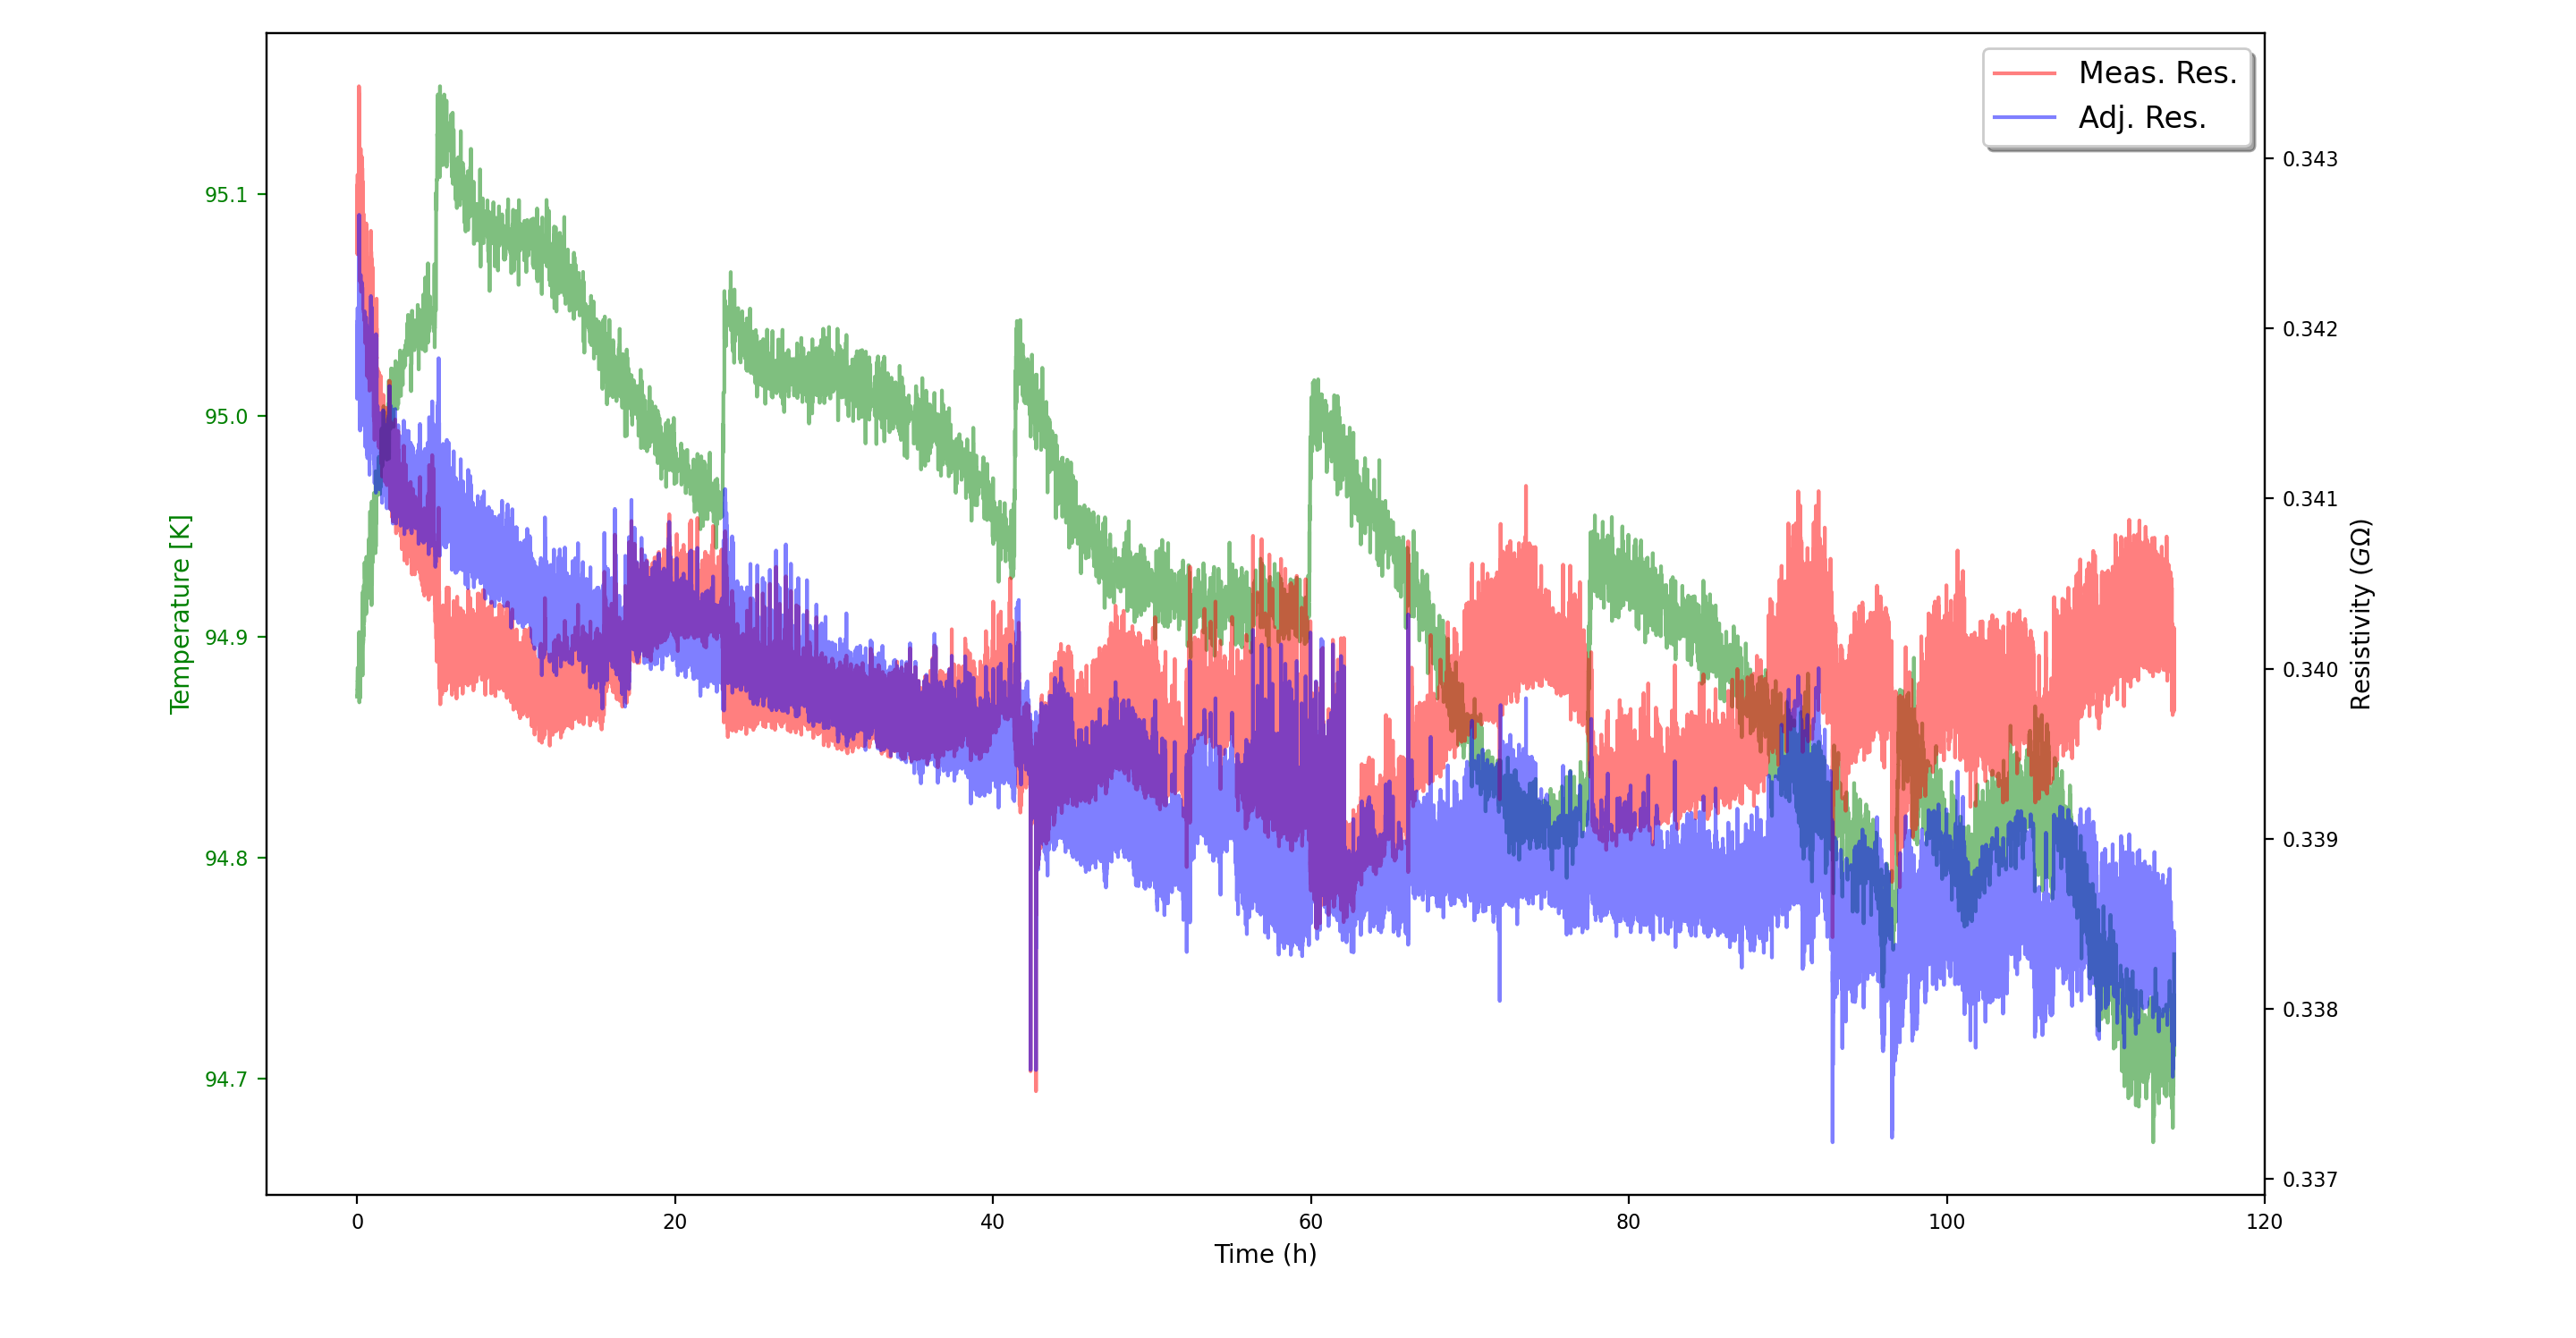 Meas. Res.
Adj. Res.
Temperature [K]
95.1
95.0
94.9
94.8
94.7
0.343
0.342
0.341
0.340
0.339
0.338
0.337
Resistivity (GΩ)
0 20 40 60 80 100 120
Time (h)